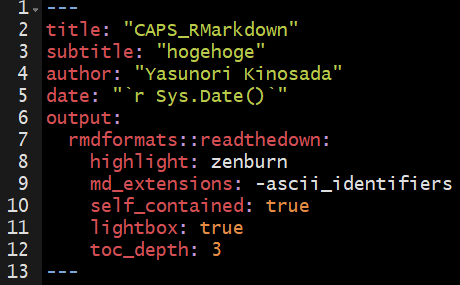 1 ---
2 title: "CAPS_RMarkdown"
3 subtitle: "hogehoge"
4 author: "Yasunori Kinosada"
5 date: "`r Sys.Date()`"
6 output:
7   rmdformats::readthedown:
8     highlight: zenburn
9     md_extensions: -ascii_identifiers
10     self_contained: true
11     lightbox: true
12     toc_depth: 3
13 ---